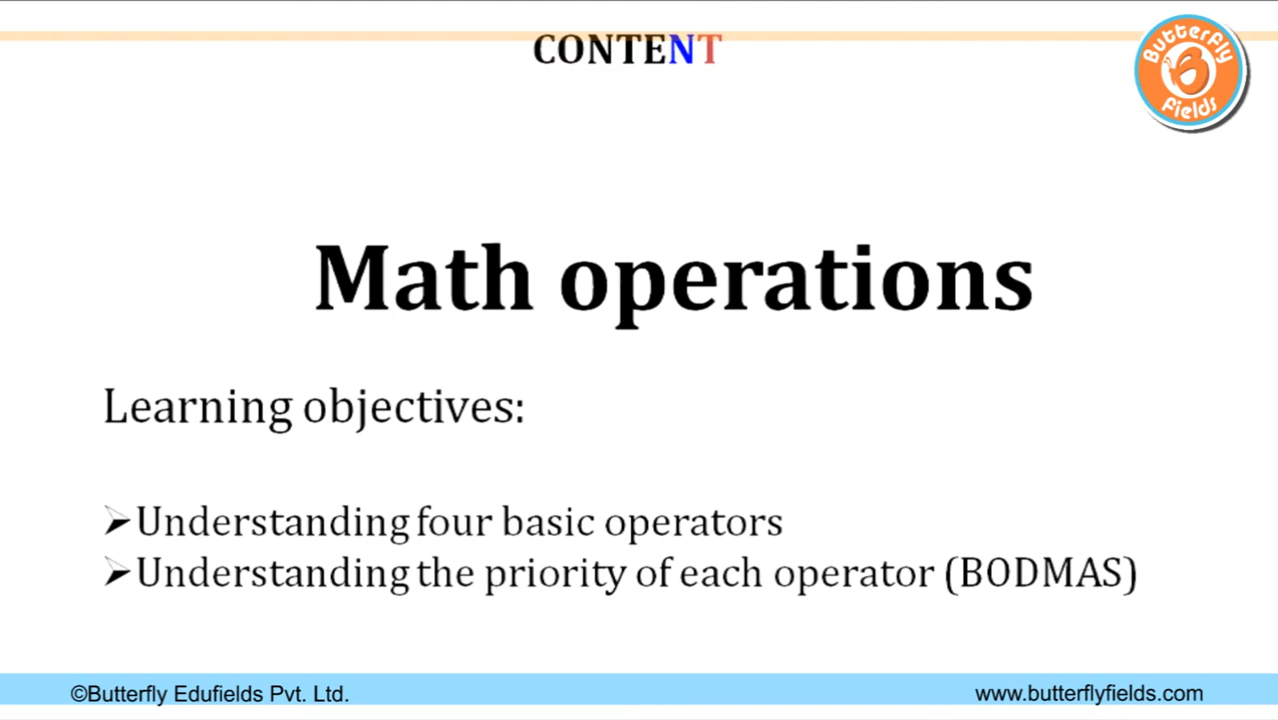 CONTENT
Butterfly
Fields
Math operations
Learning objectives:
➢Understanding four basic operators
➢Understanding the priority of each operator (BODMAS)
©Butterfly Edufields Pvt. Ltd.
www.butterflyfields.com